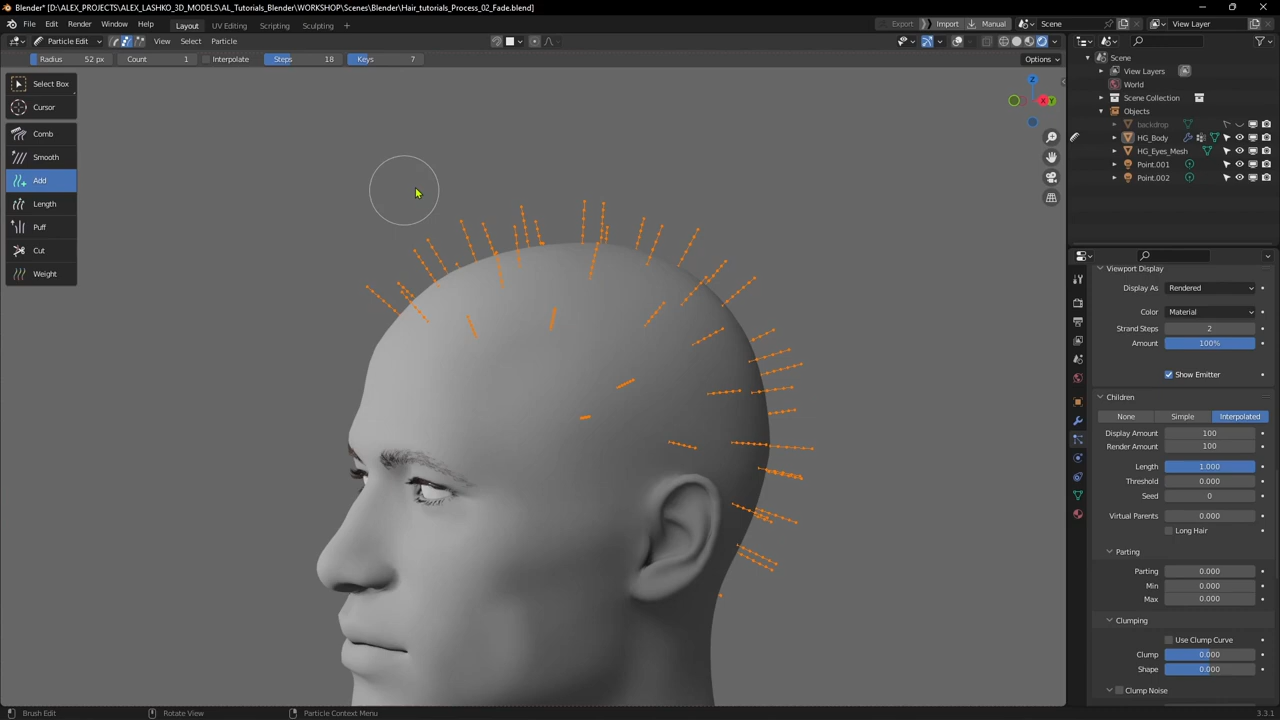 Blender* [D:\ALEX_PROJECTS\ALEX_LASHKO_3D_MODELS\AL_Tutorials_Blender\WORKSHOP\Scenes\Blender\Hair_tutorials_Process_02_Fade.blend]
File Edit Render Window Help Layout UV Editing Scripting Sculpting + Export Import Manual Scene View Layer
Particle Edit View Select Particle
Radius 52 px Count 1 Interpolate Steps 18 Keys 7 Options
Select Box
Cursor
Comb
Smooth
Add
Length
Puff
Cut
Weight
X Y Z
Scene
View Layers
World
Scene Collection
Objects
backdrop
HG_Body
HG_Eyes_Mesh
Point.001
Point.002
Viewport Display
Display As Rendered
Color Material
Strand Steps 2
Amount 100%
Show Emitter
Children
None Simple Interpolated
Display Amount 100
Render Amount 100
Length 1.000
Threshold 0.000
Seed 0
Virtual Parents 0.000
Long Hair
Parting
Parting 0.000
Min 0.000
Max 0.000
Clumping
Use Clump Curve
Clump 0.000
Shape 0.000
Clump Noise
Brush Edit Rotate View Particle Context Menu 3.3.1